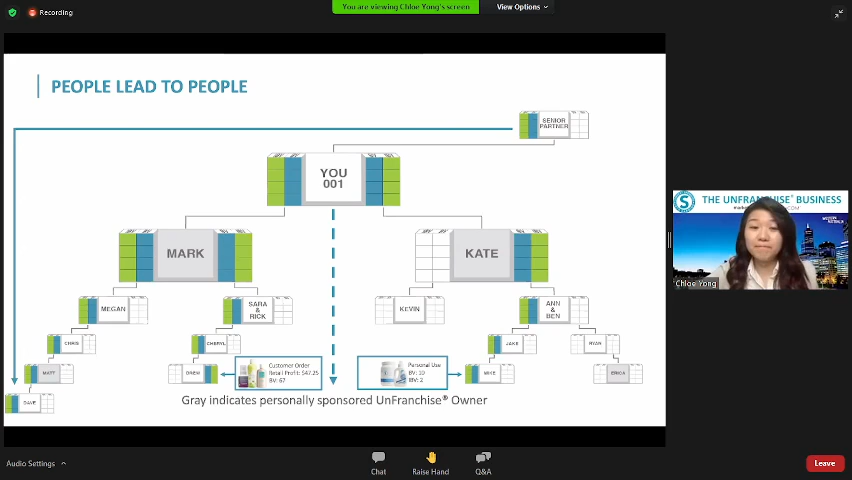 Recording
You are viewing Chloe Yong's screen
View Options
PEOPLE LEAD TO PEOPLE
SENIOR
PARTNER
YOU
001
MARK
KATE
MEGAN
SARA
&
RICK
KEVIN
ANN
&
BEN
CHRIS
CHERYL
JAKE
RYAN
MATT
DREW
Customer Order
Retail Profit: $47.25
BV: 67
Personal Use
MIKE
ERICA
DAVE
Gray indicates personally sponsored UnFranchise® Owner
THE UNFRANCHISE® BUSINESS
WESTERN AUSTRALIA
Chloe Yong
Audio Settings
Chat
Raise Hand
Q&A
Leave